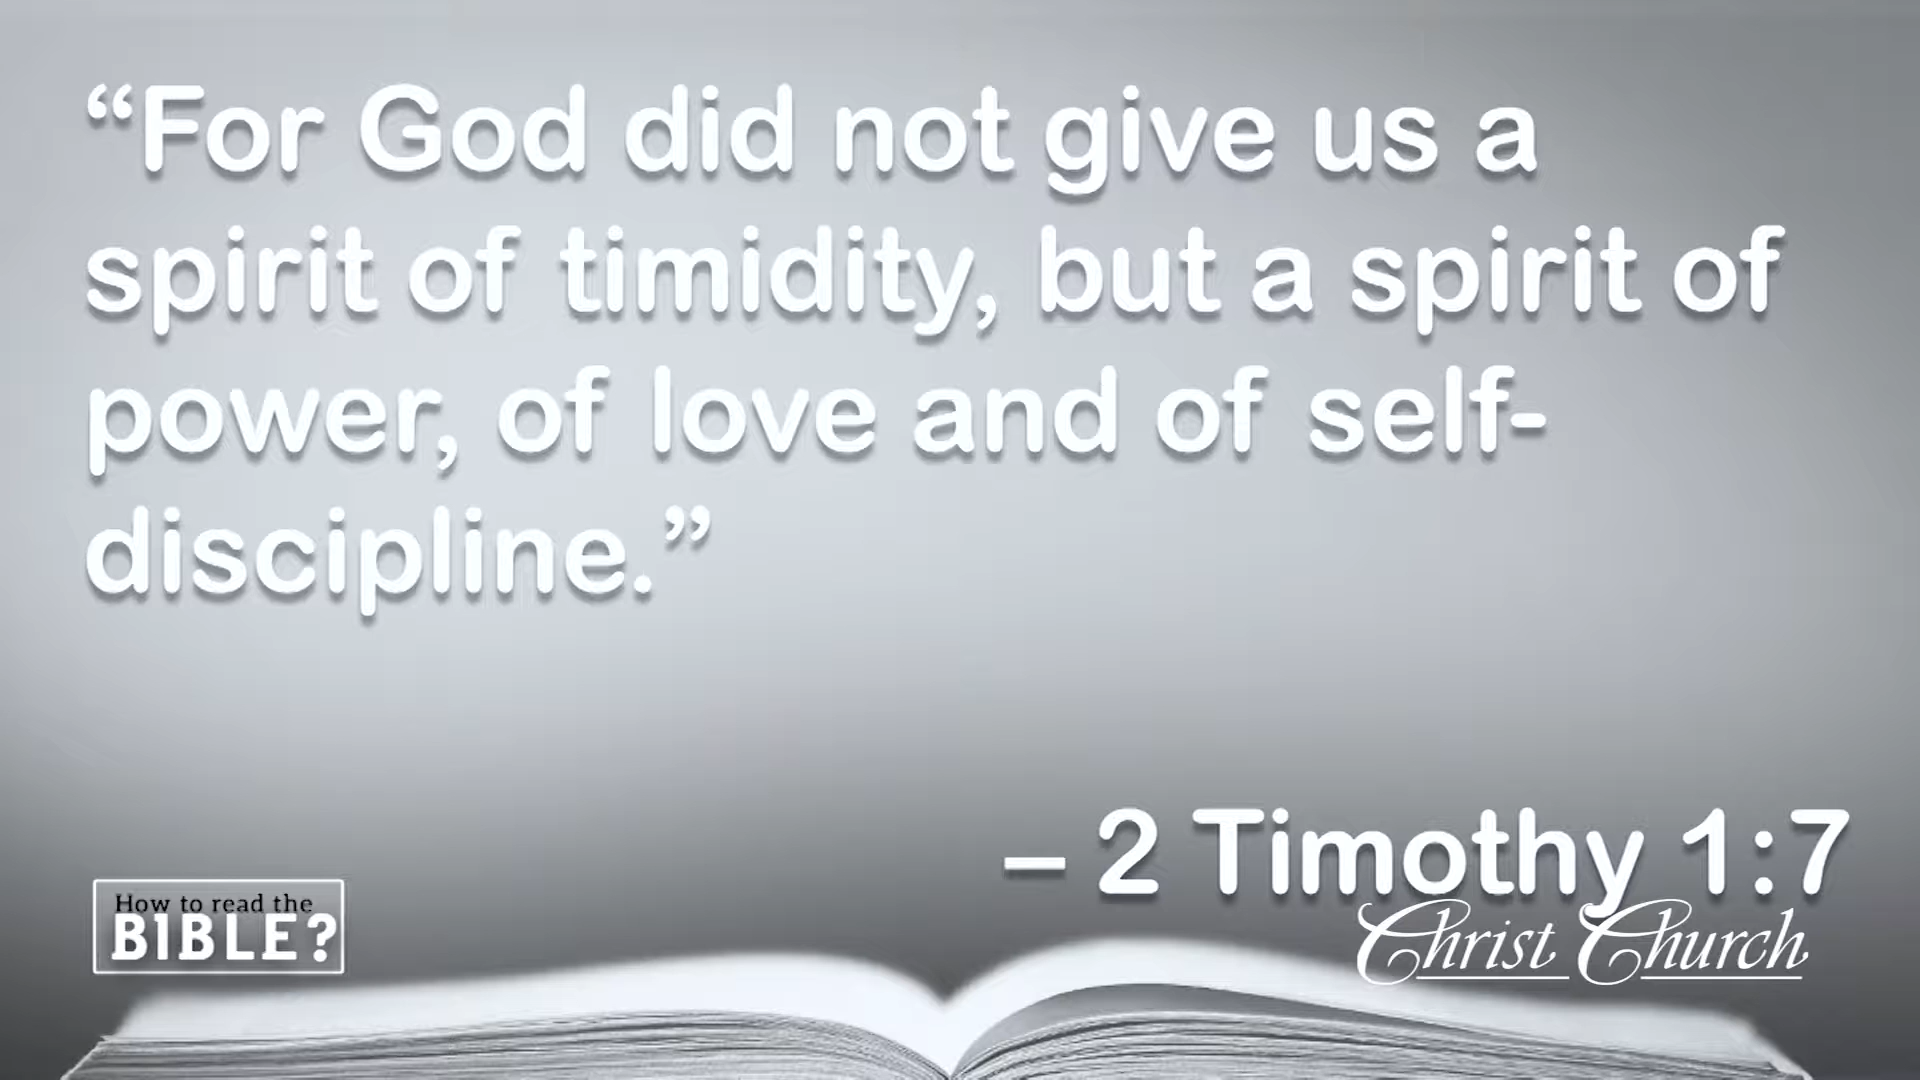 “For God did not give us a
spirit of timidity, but a spirit of
power, of love and of self-
discipline.”
– 2 Timothy 1:7
How to read the
BIBLE?
Christ Church